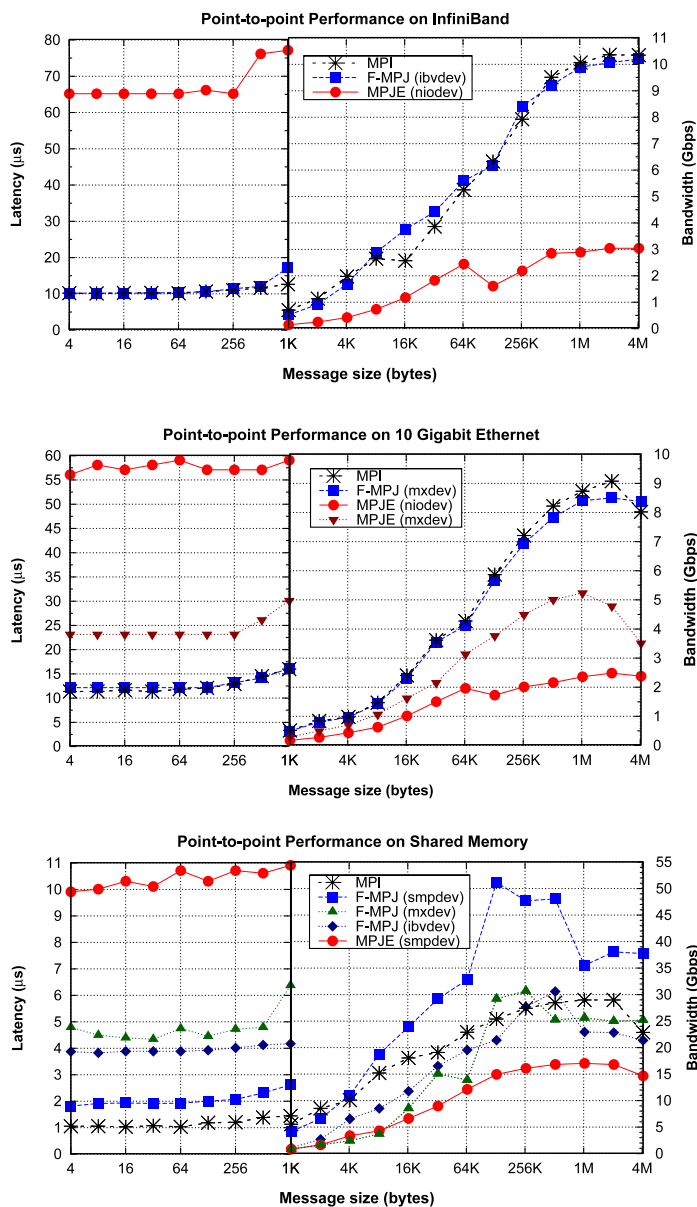 Point-to-point Performance on InfiniBand
Latency (µs)
80
70
60
50
40
30
20
10
0
MPI
F-MPJ (ibvdev)
MPJE (niodev)
11
10
9
8
7
6
5
4
3
2
1
0
Bandwidth (Gbps)
4 16 64 256 1K 4K 16K 64K 256K 1M 4M
Message size (bytes)
Point-to-point Performance on 10 Gigabit Ethernet
Latency (µs)
60
55
50
45
40
35
30
25
20
15
10
5
0
MPI
F-MPJ (mxdev)
MPJE (niodev)
MPJE (mxdev)
10
9
8
7
6
5
4
3
2
1
0
Bandwidth (Gbps)
4 16 64 256 1K 4K 16K 64K 256K 1M 4M
Message size (bytes)
Point-to-point Performance on Shared Memory
Latency (µs)
11
10
9
8
7
6
5
4
3
2
1
0
MPI
F-MPJ (smpdev)
F-MPJ (mxdev)
F-MPJ (ibvdev)
MPJE (smpdev)
55
50
45
40
35
30
25
20
15
10
5
0
Bandwidth (Gbps)
4 16 64 256 1K 4K 16K 64K 256K 1M 4M
Message size (bytes)